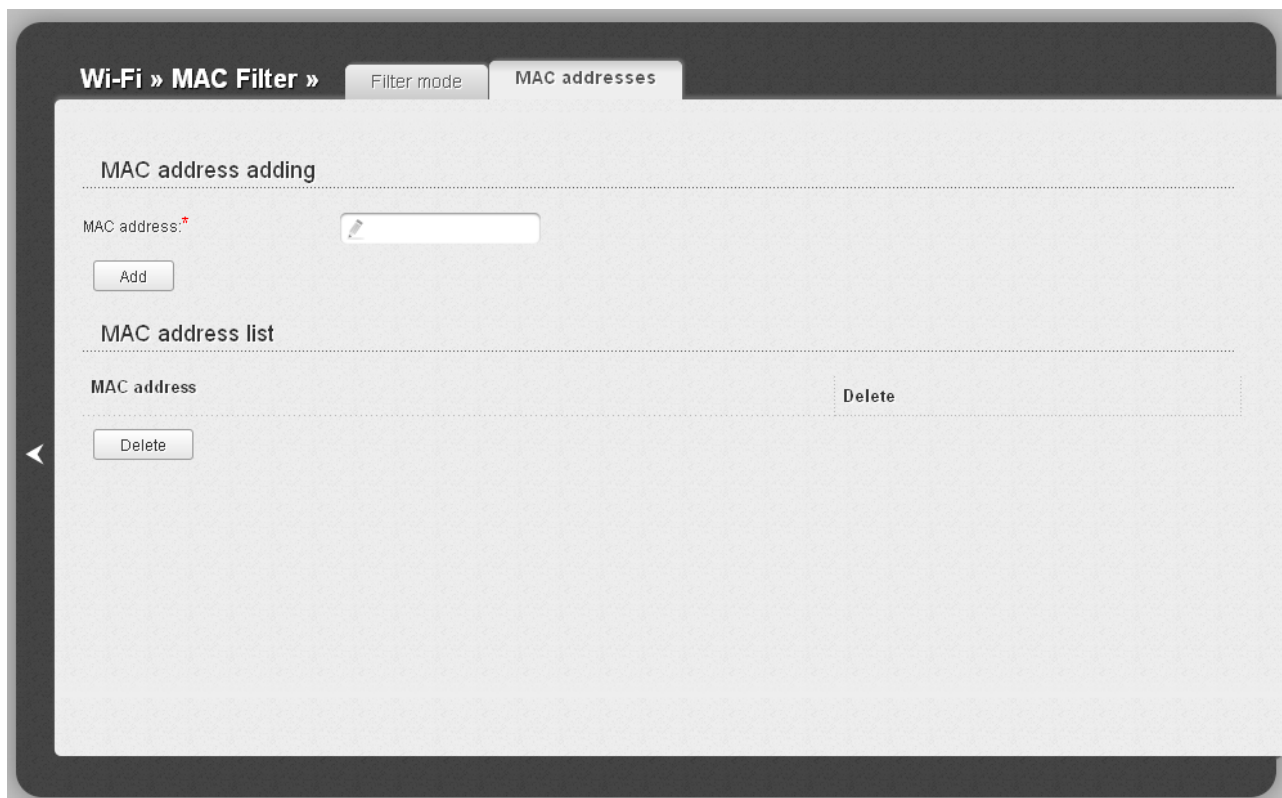 Wi-Fi » MAC Filter » Filter mode MAC addresses
MAC address adding
MAC address:*
Add
MAC address list
MAC address Delete
Delete